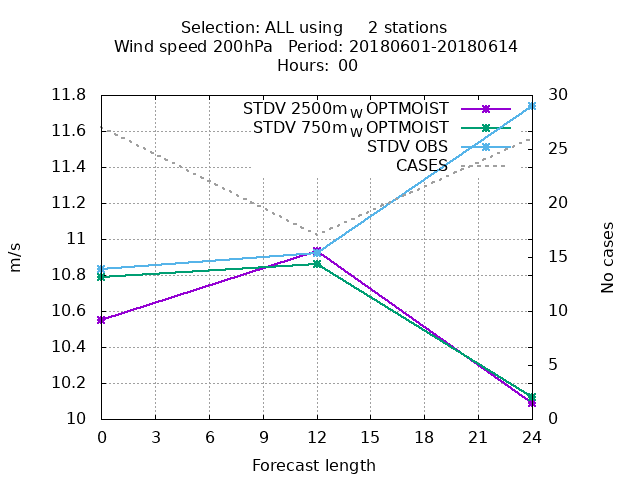 Selection: ALL using     2 stations
Wind speed 200hPa   Period: 20180601-20180614
Hours:  00
STDV 2500m_W OPTMOIST
STDV 750m_W OPTMOIST
STDV OBS
CASES
11.8
11.6
11.4
11.2
11
10.8
10.6
10.4
10.2
10
m/s
30
25
20
15
10
5
0
No cases
0 3 6 9 12 15 18 21 24
Forecast length